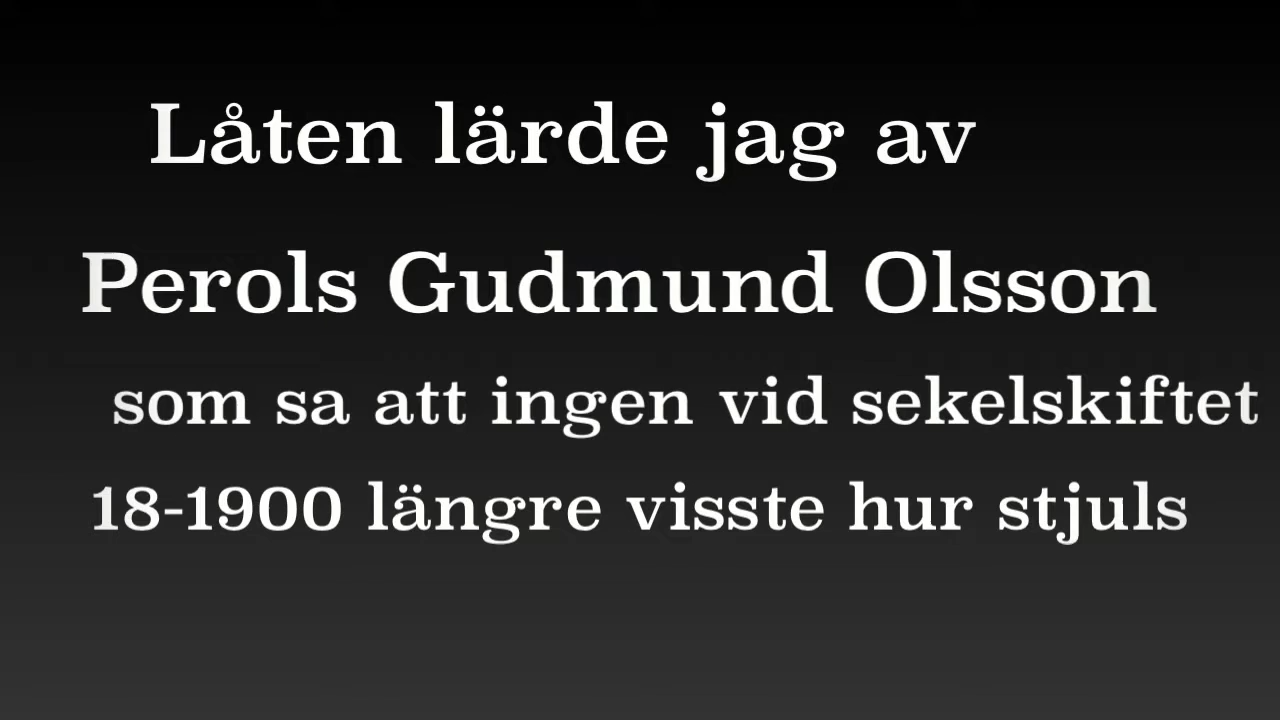 Låten lärde jag av
Perols Gudmund Olsson
som sa att ingen vid sekelskiftet
18-1900 längre visste hur stjuls